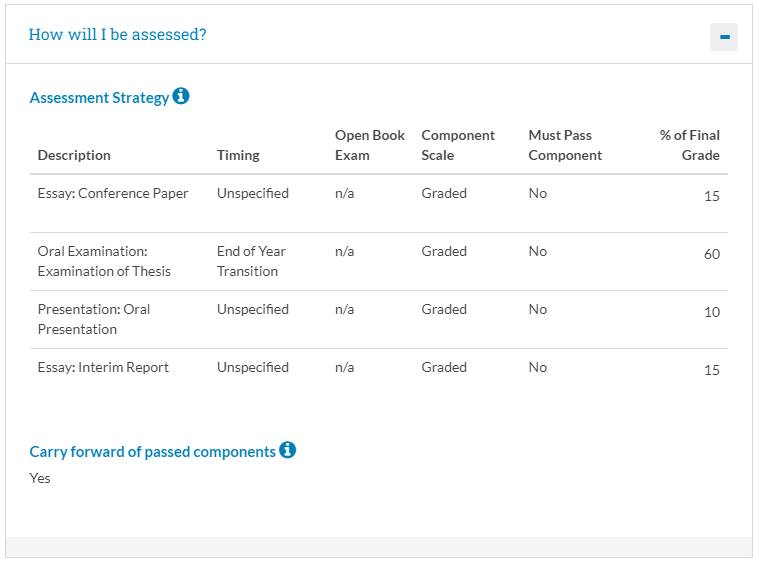 How will I be assessed?
Assessment Strategy
Description Timing Open Book Exam Component Scale Must Pass Component % of Final Grade
Essay: Conference Paper Unspecified n/a Graded No 15
Oral Examination: Examination of Thesis End of Year Transition n/a Graded No 60
Presentation: Oral Presentation Unspecified n/a Graded No 10
Essay: Interim Report Unspecified n/a Graded No 15
Carry forward of passed components
Yes